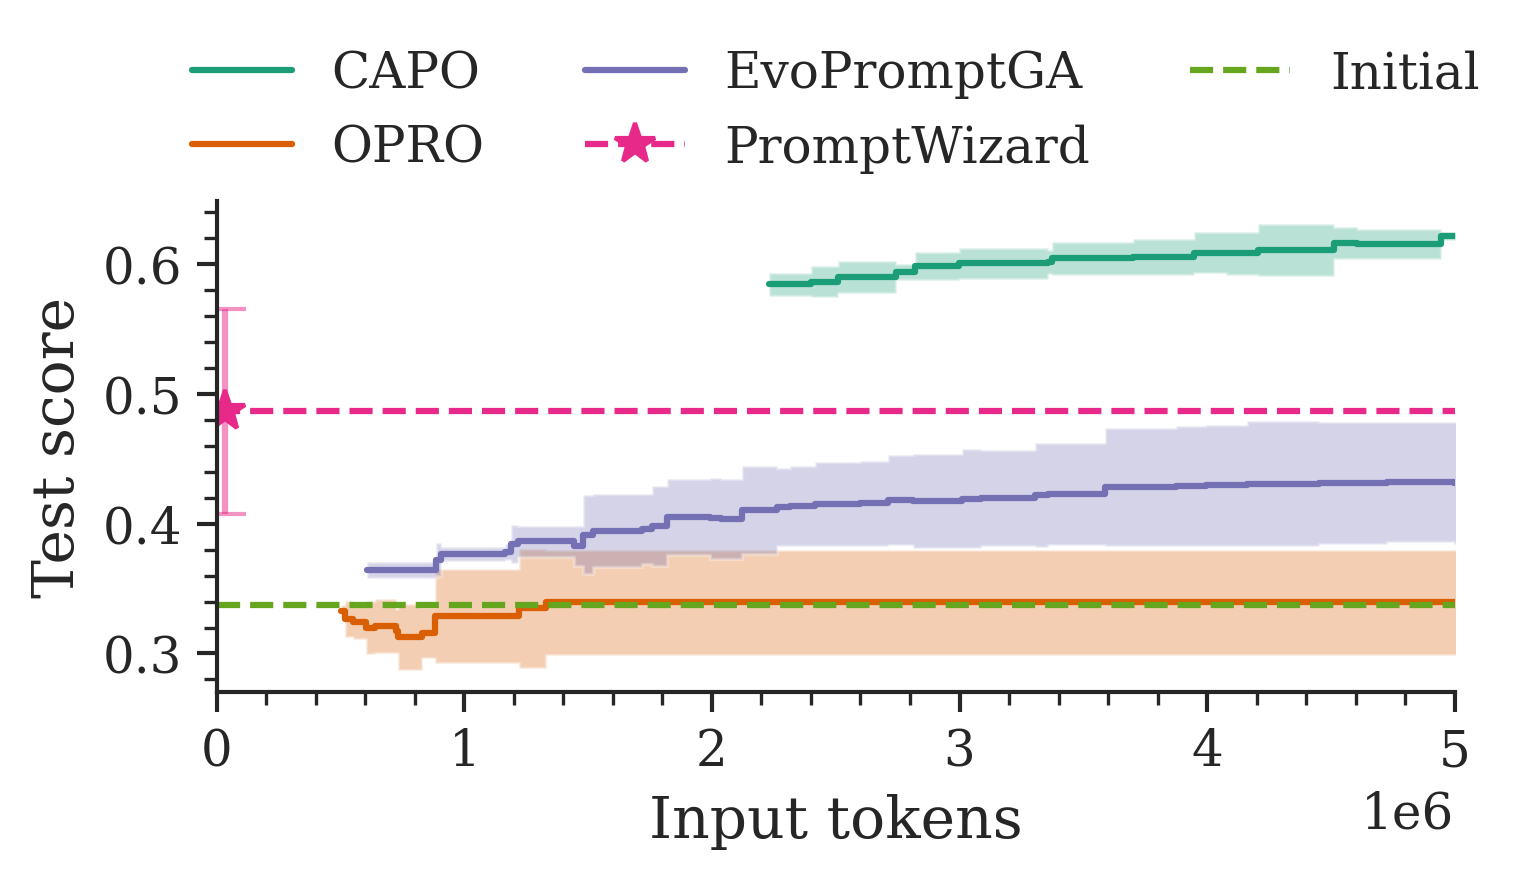 CAPO EvoPromptGA Initial
OPRO PromptWizard
0.6
0.5
0.4
0.3
Test score
0 1 2 3 4 5
Input tokens
1e6